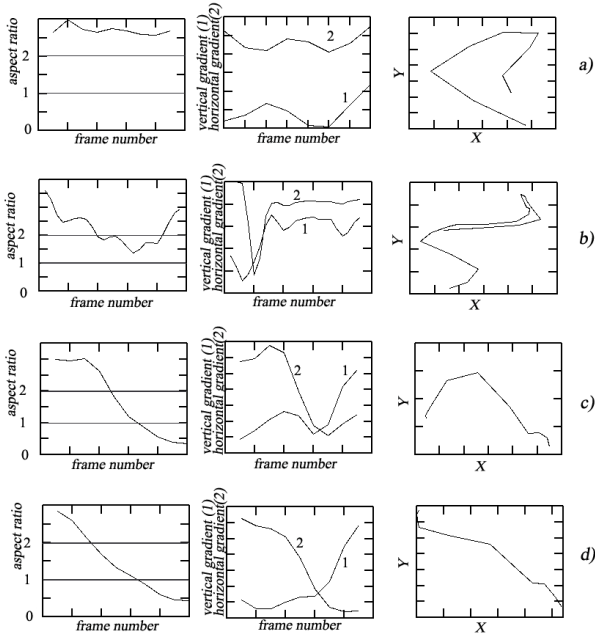 aspect ratio
2
1
0
frame number
vertical gradient (1)
horizontal gradient(2)
2
1
frame number
Y
X
a)
aspect ratio
2
1
0
frame number
vertical gradient (1)
horizontal gradient(2)
2
1
frame number
Y
X
b)
aspect ratio
2
1
0
frame number
vertical gradient (1)
horizontal gradient(2)
2
1
frame number
Y
X
c)
aspect ratio
2
1
0
frame number
vertical gradient (1)
horizontal gradient(2)
2
1
frame number
Y
X
d)